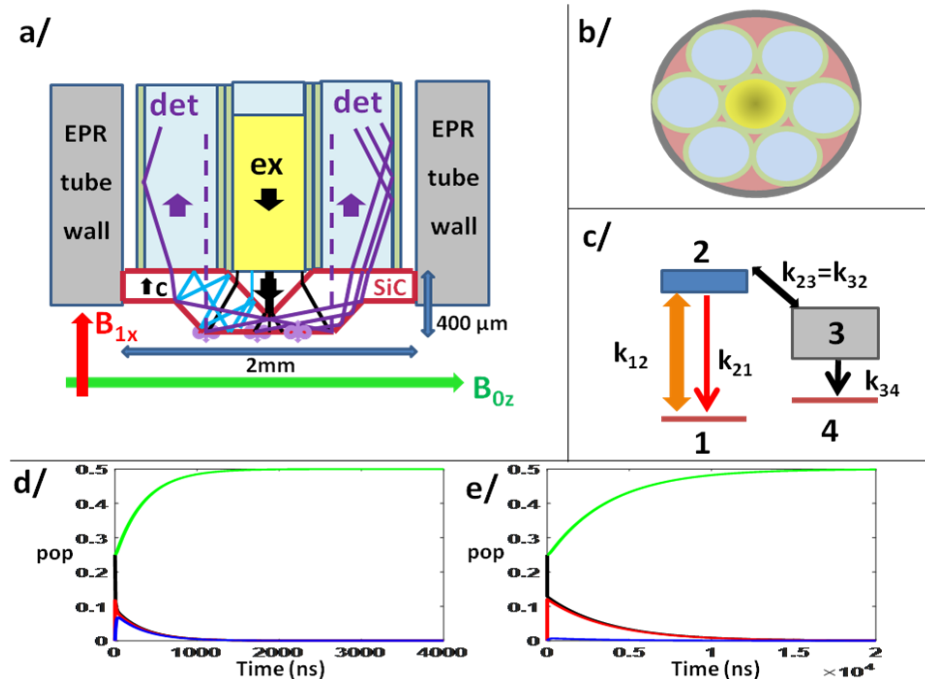 a/
det
ex
det
EPR
tube
wall
EPR
tube
wall
c
SiC
B1x
400 µm
2mm
B0z
b/
c/
2
k23=k32
3
k12
k21
k34
1
4
d/
0.5
0.4
0.3
pop
0.2
0.1
0
0
1000
2000
3000
4000
Time (ns)
e/
0.5
0.4
0.3
pop
0.2
0.1
0
0
0.5
1
1.5
2
Time (ns)
×10^4